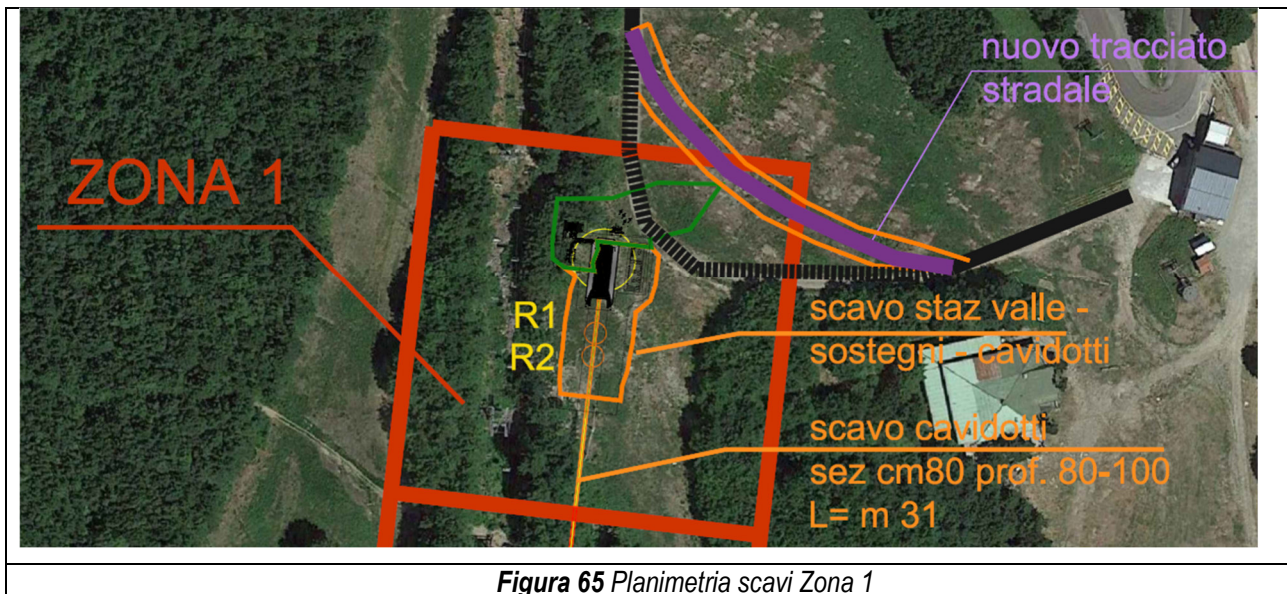 nuovo tracciato
stradale
ZONA 1
R1
R2
scavo staz valle -
sostegni - cavidotti
scavo cavidotti
sez cm80 prof. 80-100
L= m 31
Figura 65 Planimetria scavi Zona 1